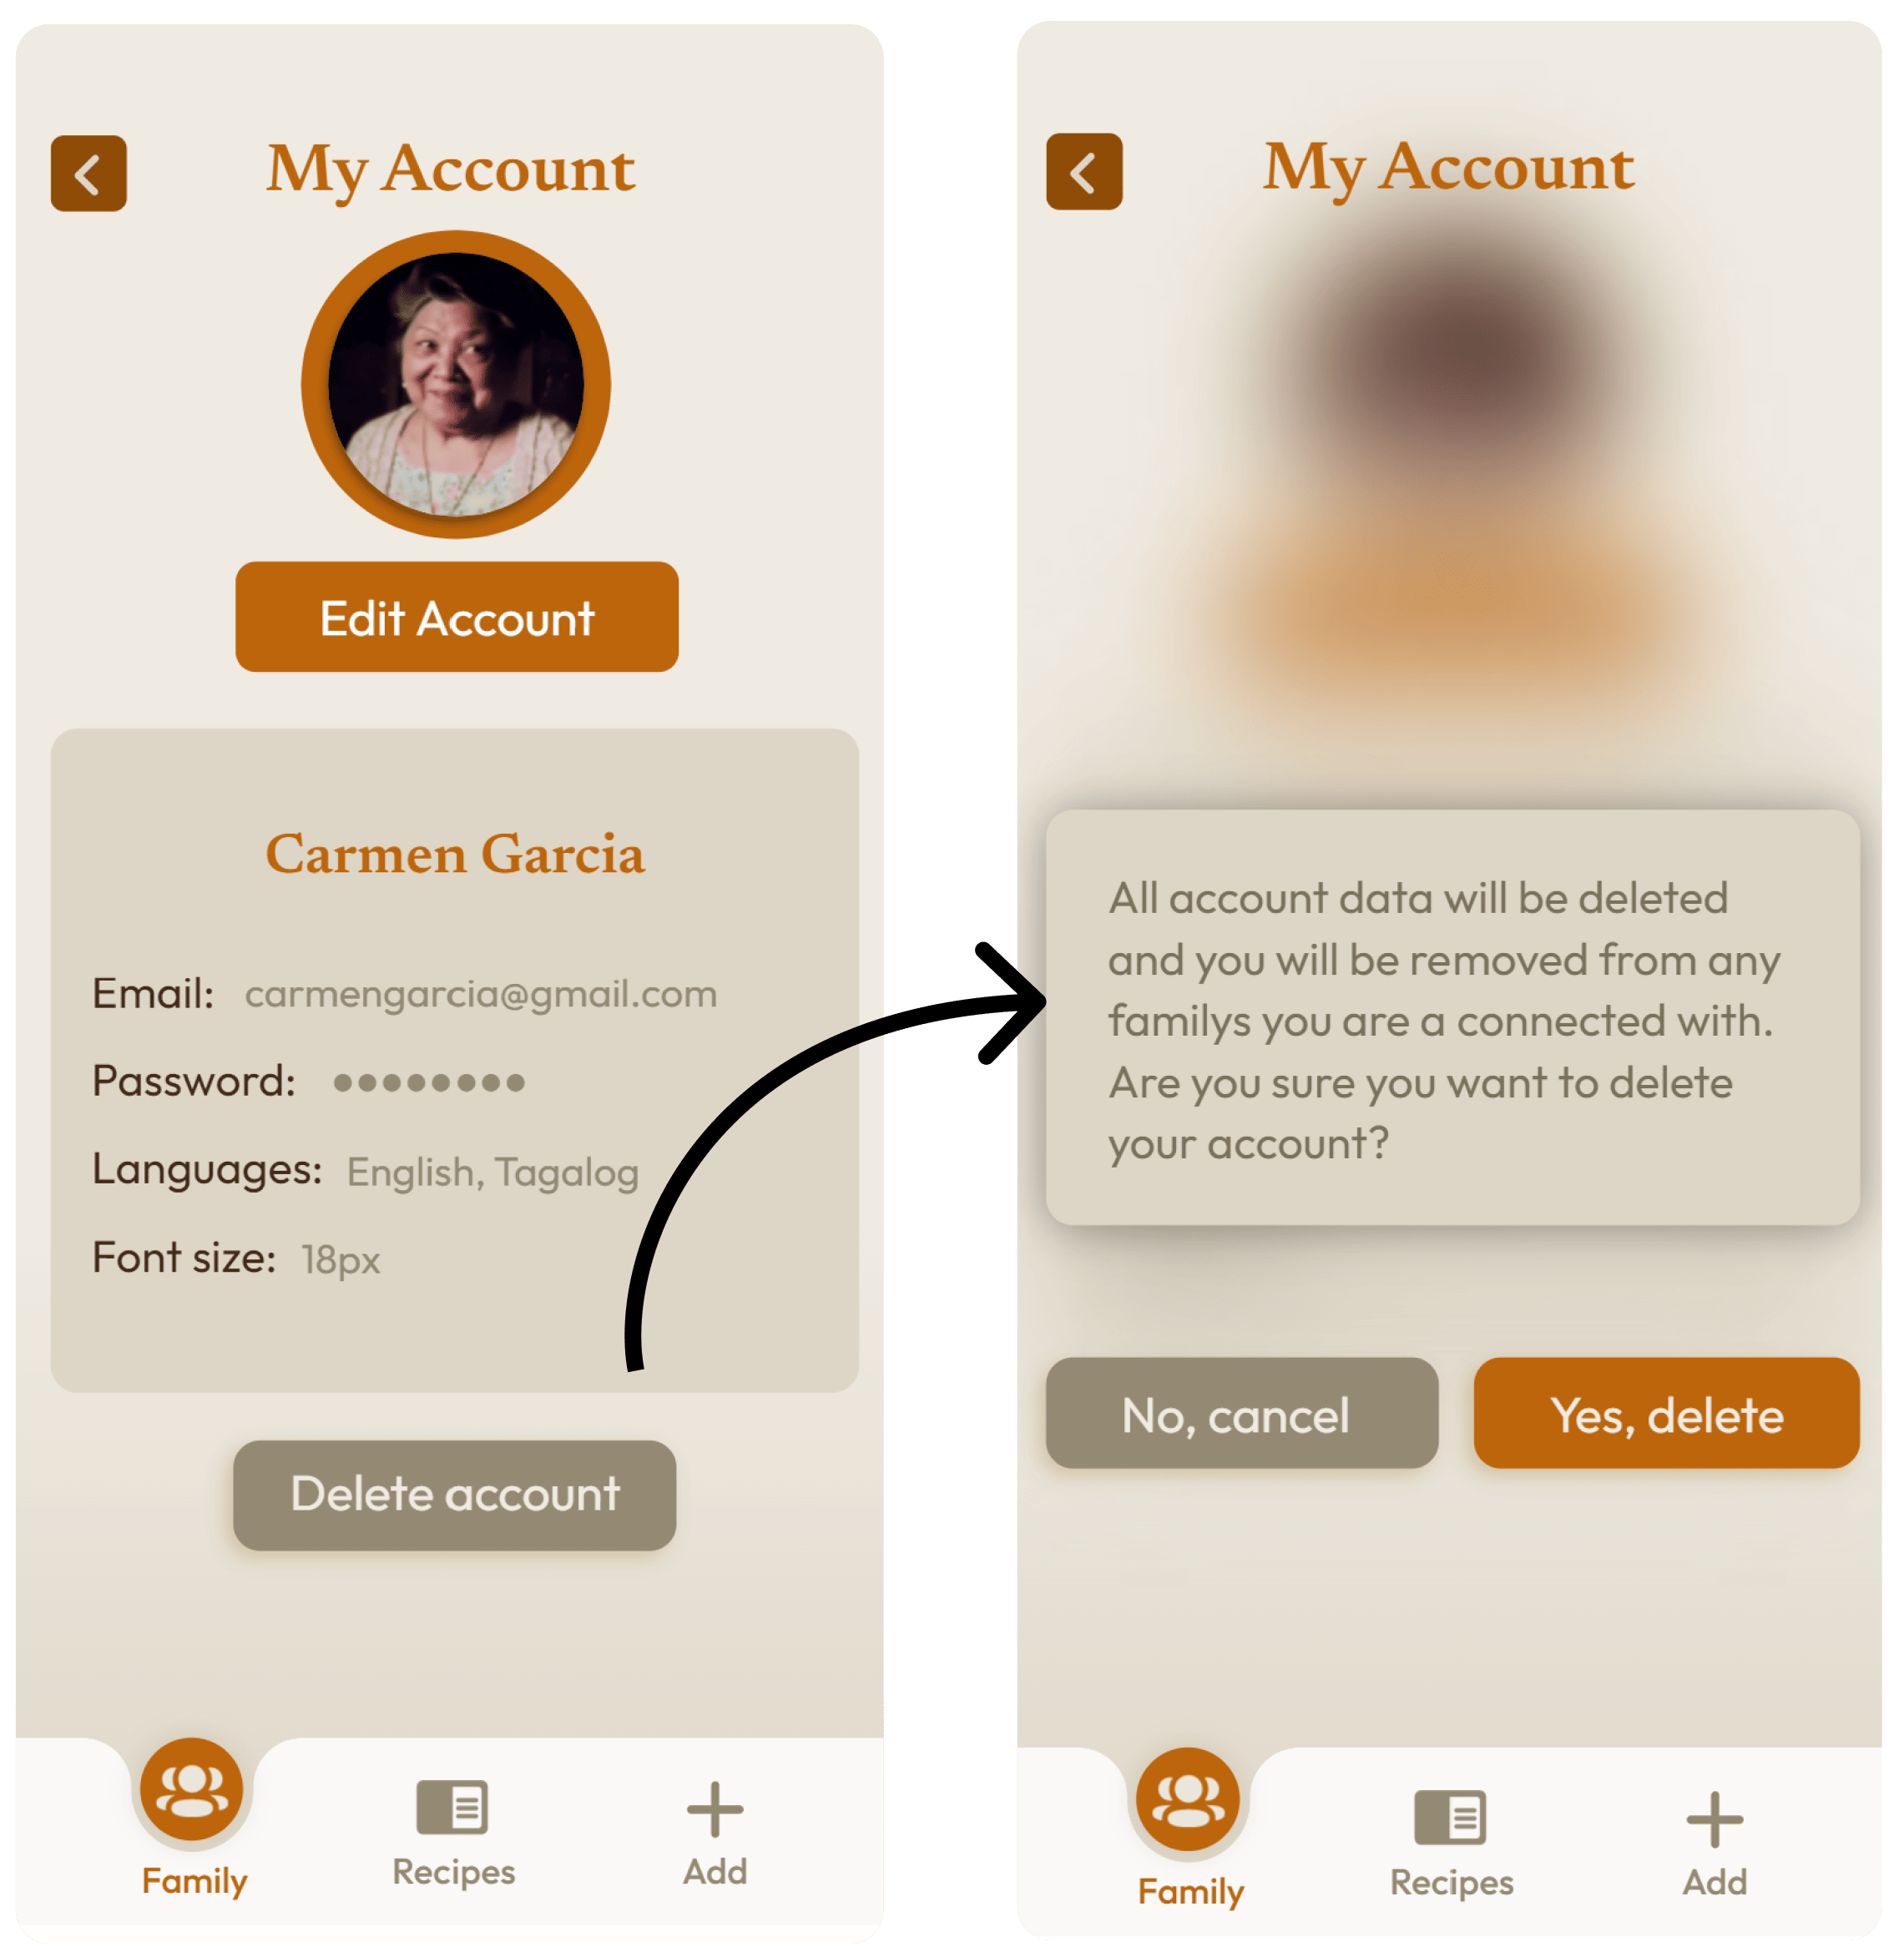 My Account
Edit Account
Carmen Garcia
Email: carmengarcia@gmail.com
Password: ●●●●●●●●
Languages: English, Tagalog
Font size: 18px
Delete account
Family
Recipes
Add
My Account
All account data will be deleted
and you will be removed from any
familys you are a connected with.
Are you sure you want to delete
your account?
No, cancel
Yes, delete
Family
Recipes
Add